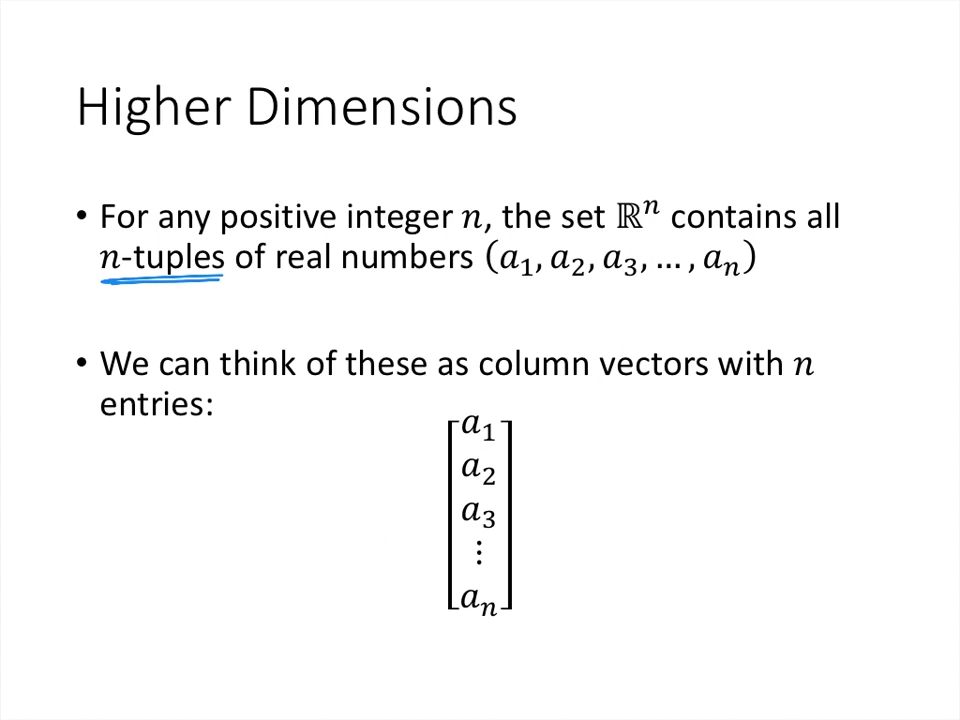 Higher Dimensions
• For any positive integer 𝑛, the set ℝⁿ contains all
𝑛-tuples of real numbers (𝑎₁, 𝑎₂, 𝑎₃, … , 𝑎ₙ)
• We can think of these as column vectors with 𝑛
entries:
𝑎₁
𝑎₂
𝑎₃
⋮
𝑎ₙ